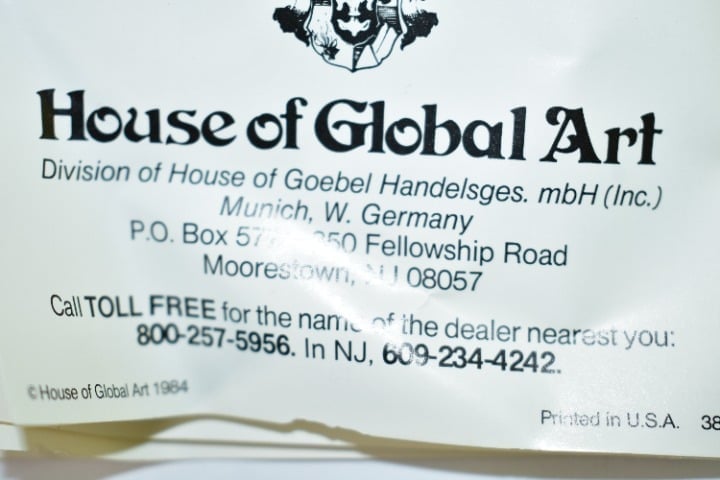 House of Global Art
Division of House of Goebel Handelsges. mbH (Inc.)
Munich, W. Germany
P.O. Box Fellowship Road
Moorestown, NJ 08057
Call TOLL FREE for the name of the dealer nearest you:
800-257-5956. In NJ, 609-234-4242.
© House of Global Art 1984
Printed in U.S.A. 38